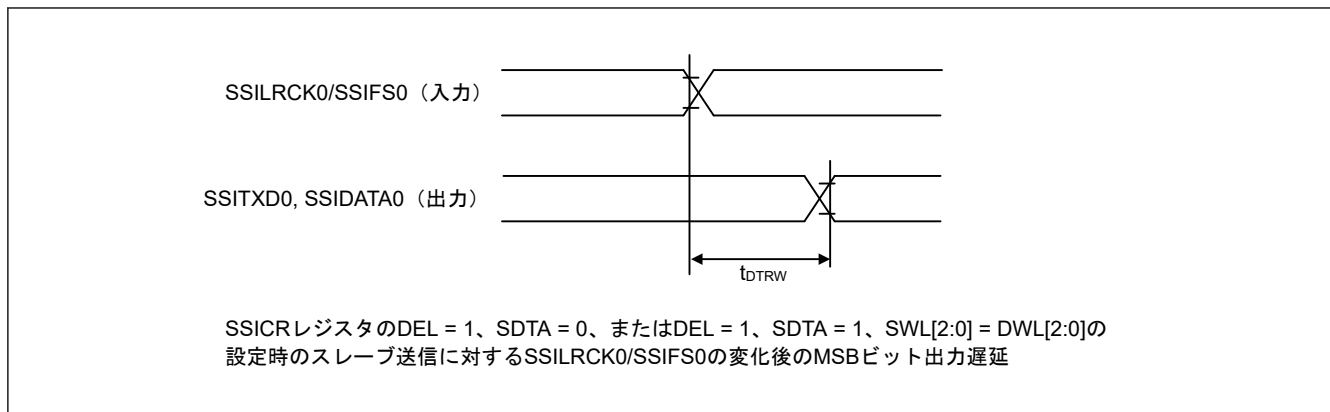 SSILRCK0/SSIFS0（入力）
SSITXD0, SSIDATA0（出力）
tDTRW
SSICRレジスタのDEL = 1、SDTA = 0、またはDEL = 1、SDTA = 1、SWL[2:0] = DWL[2:0]の
設定時のスレーブ送信に対するSSILRCK0/SSIFS0の変化後のMSBビット出力遅延